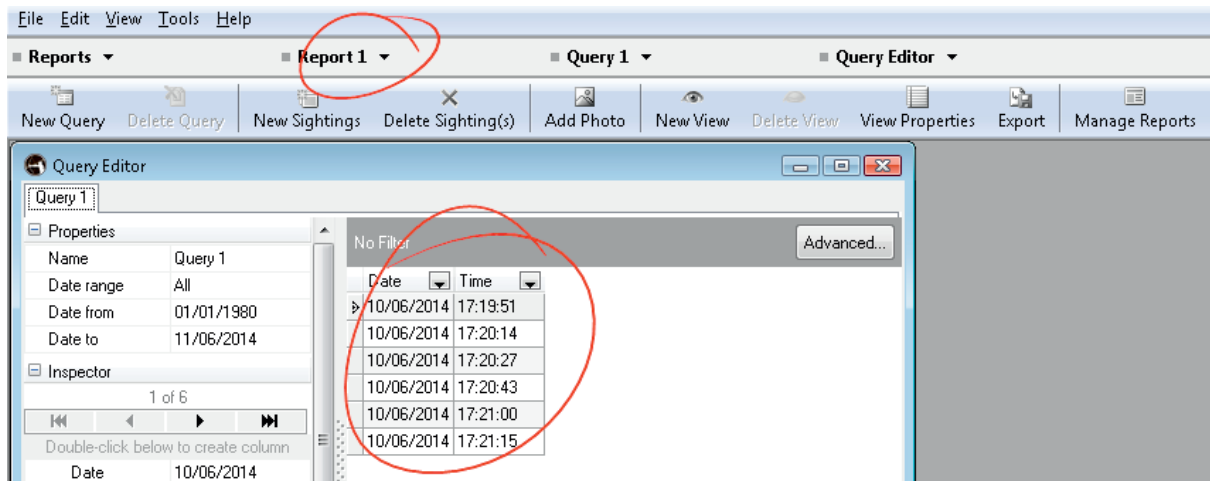 File Edit View Tools Help
Reports Report 1 Query 1 Query Editor
New Query Delete Query New Sightings Delete Sighting(s) Add Photo New View Delete View View Properties Export Manage Reports
Query Editor
Query 1
Properties
Name Query 1
Date range All
Date from 01/01/1980
Date to 11/06/2014
Inspector
1 of 6
Double-click below to create column
Date 10/06/2014
No Filter Advanced...
Date Time
10/06/2014 17:19:51
10/06/2014 17:20:14
10/06/2014 17:20:27
10/06/2014 17:20:43
10/06/2014 17:21:00
10/06/2014 17:21:15